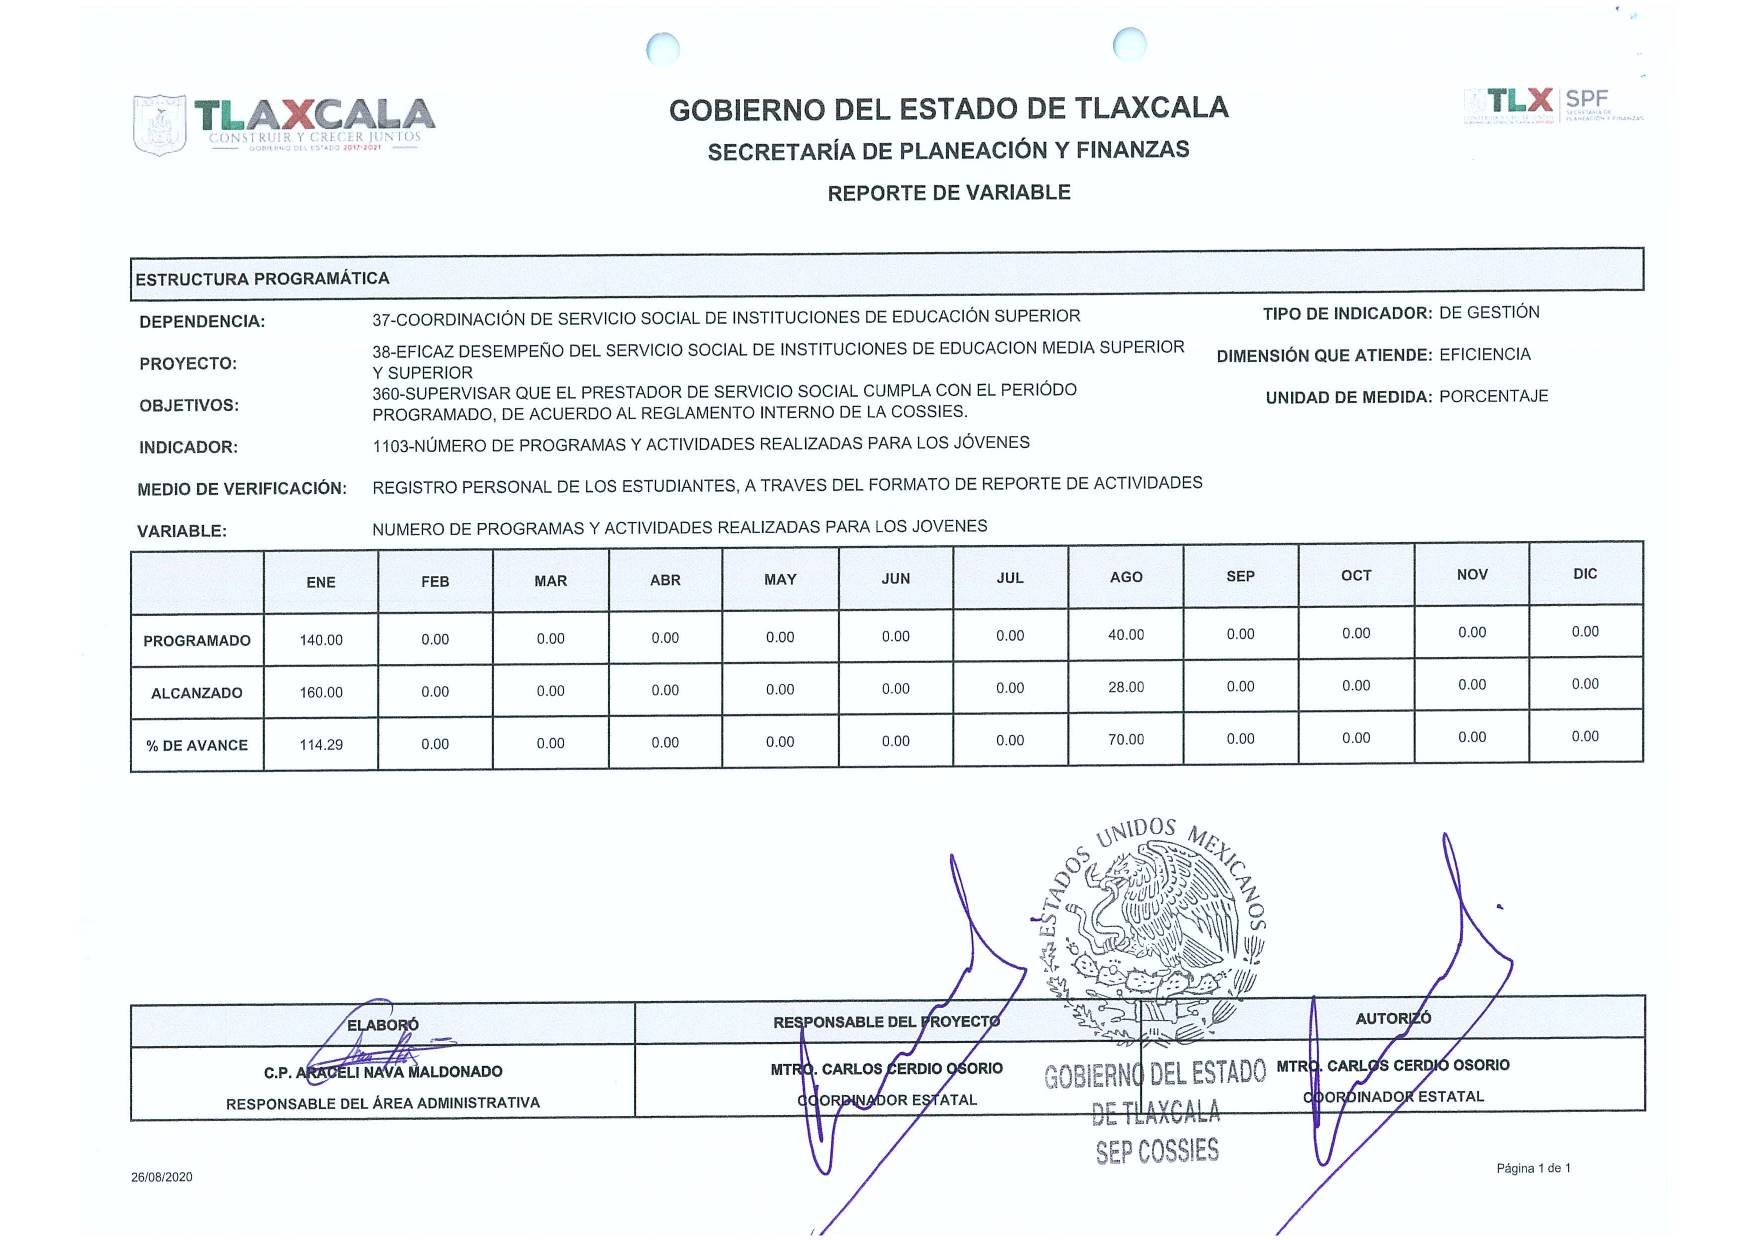 TLAXCALA
CONSTRUIR Y CRECER JUNTOS
GOBIERNO DEL ESTADO 2017-2021
GOBIERNO DEL ESTADO DE TLAXCALA
SECRETARÍA DE PLANEACIÓN Y FINANZAS
REPORTE DE VARIABLE
TLX SPF
SECRETARÍA DE
PLANEACIÓN Y FINANZAS
ESTRUCTURA PROGRAMÁTICA
DEPENDENCIA: 37-COORDINACIÓN DE SERVICIO SOCIAL DE INSTITUCIONES DE EDUCACIÓN SUPERIOR TIPO DE INDICADOR: DE GESTIÓN
PROYECTO: 38-EFICAZ DESEMPEÑO DEL SERVICIO SOCIAL DE INSTITUCIONES DE EDUCACION MEDIA SUPERIOR
Y SUPERIOR DIMENSIÓN QUE ATIENDE: EFICIENCIA
OBJETIVOS: 360-SUPERVISAR QUE EL PRESTADOR DE SERVICIO SOCIAL CUMPLA CON EL PERIÓDO
PROGRAMADO, DE ACUERDO AL REGLAMENTO INTERNO DE LA COSSIES. UNIDAD DE MEDIDA: PORCENTAJE
INDICADOR: 1103-NÚMERO DE PROGRAMAS Y ACTIVIDADES REALIZADAS PARA LOS JÓVENES
MEDIO DE VERIFICACIÓN: REGISTRO PERSONAL DE LOS ESTUDIANTES, A TRAVES DEL FORMATO DE REPORTE DE ACTIVIDADES
VARIABLE: NUMERO DE PROGRAMAS Y ACTIVIDADES REALIZADAS PARA LOS JOVENES
ENE FEB MAR ABR MAY JUN JUL AGO SEP OCT NOV DIC
PROGRAMADO 140.00 0.00 0.00 0.00 0.00 0.00 0.00 40.00 0.00 0.00 0.00 0.00
ALCANZADO 160.00 0.00 0.00 0.00 0.00 0.00 0.00 28.00 0.00 0.00 0.00 0.00
% DE AVANCE 114.29 0.00 0.00 0.00 0.00 0.00 0.00 70.00 0.00 0.00 0.00 0.00
ESTADOS UNIDOS MEXICANOS
GOBIERNO DEL ESTADO
DE TLAXCALA
SEP COSSIES
ELABORÓ
C.P. ARACELI NAVA MALDONADO
RESPONSABLE DEL ÁREA ADMINISTRATIVA
RESPONSABLE DEL PROYECTO
MTRO. CARLOS CERDIO OSORIO
COORDINADOR ESTATAL
AUTORIZÓ
MTRO. CARLOS CERDIO OSORIO
COORDINADOR ESTATAL
26/08/2020
Página 1 de 1